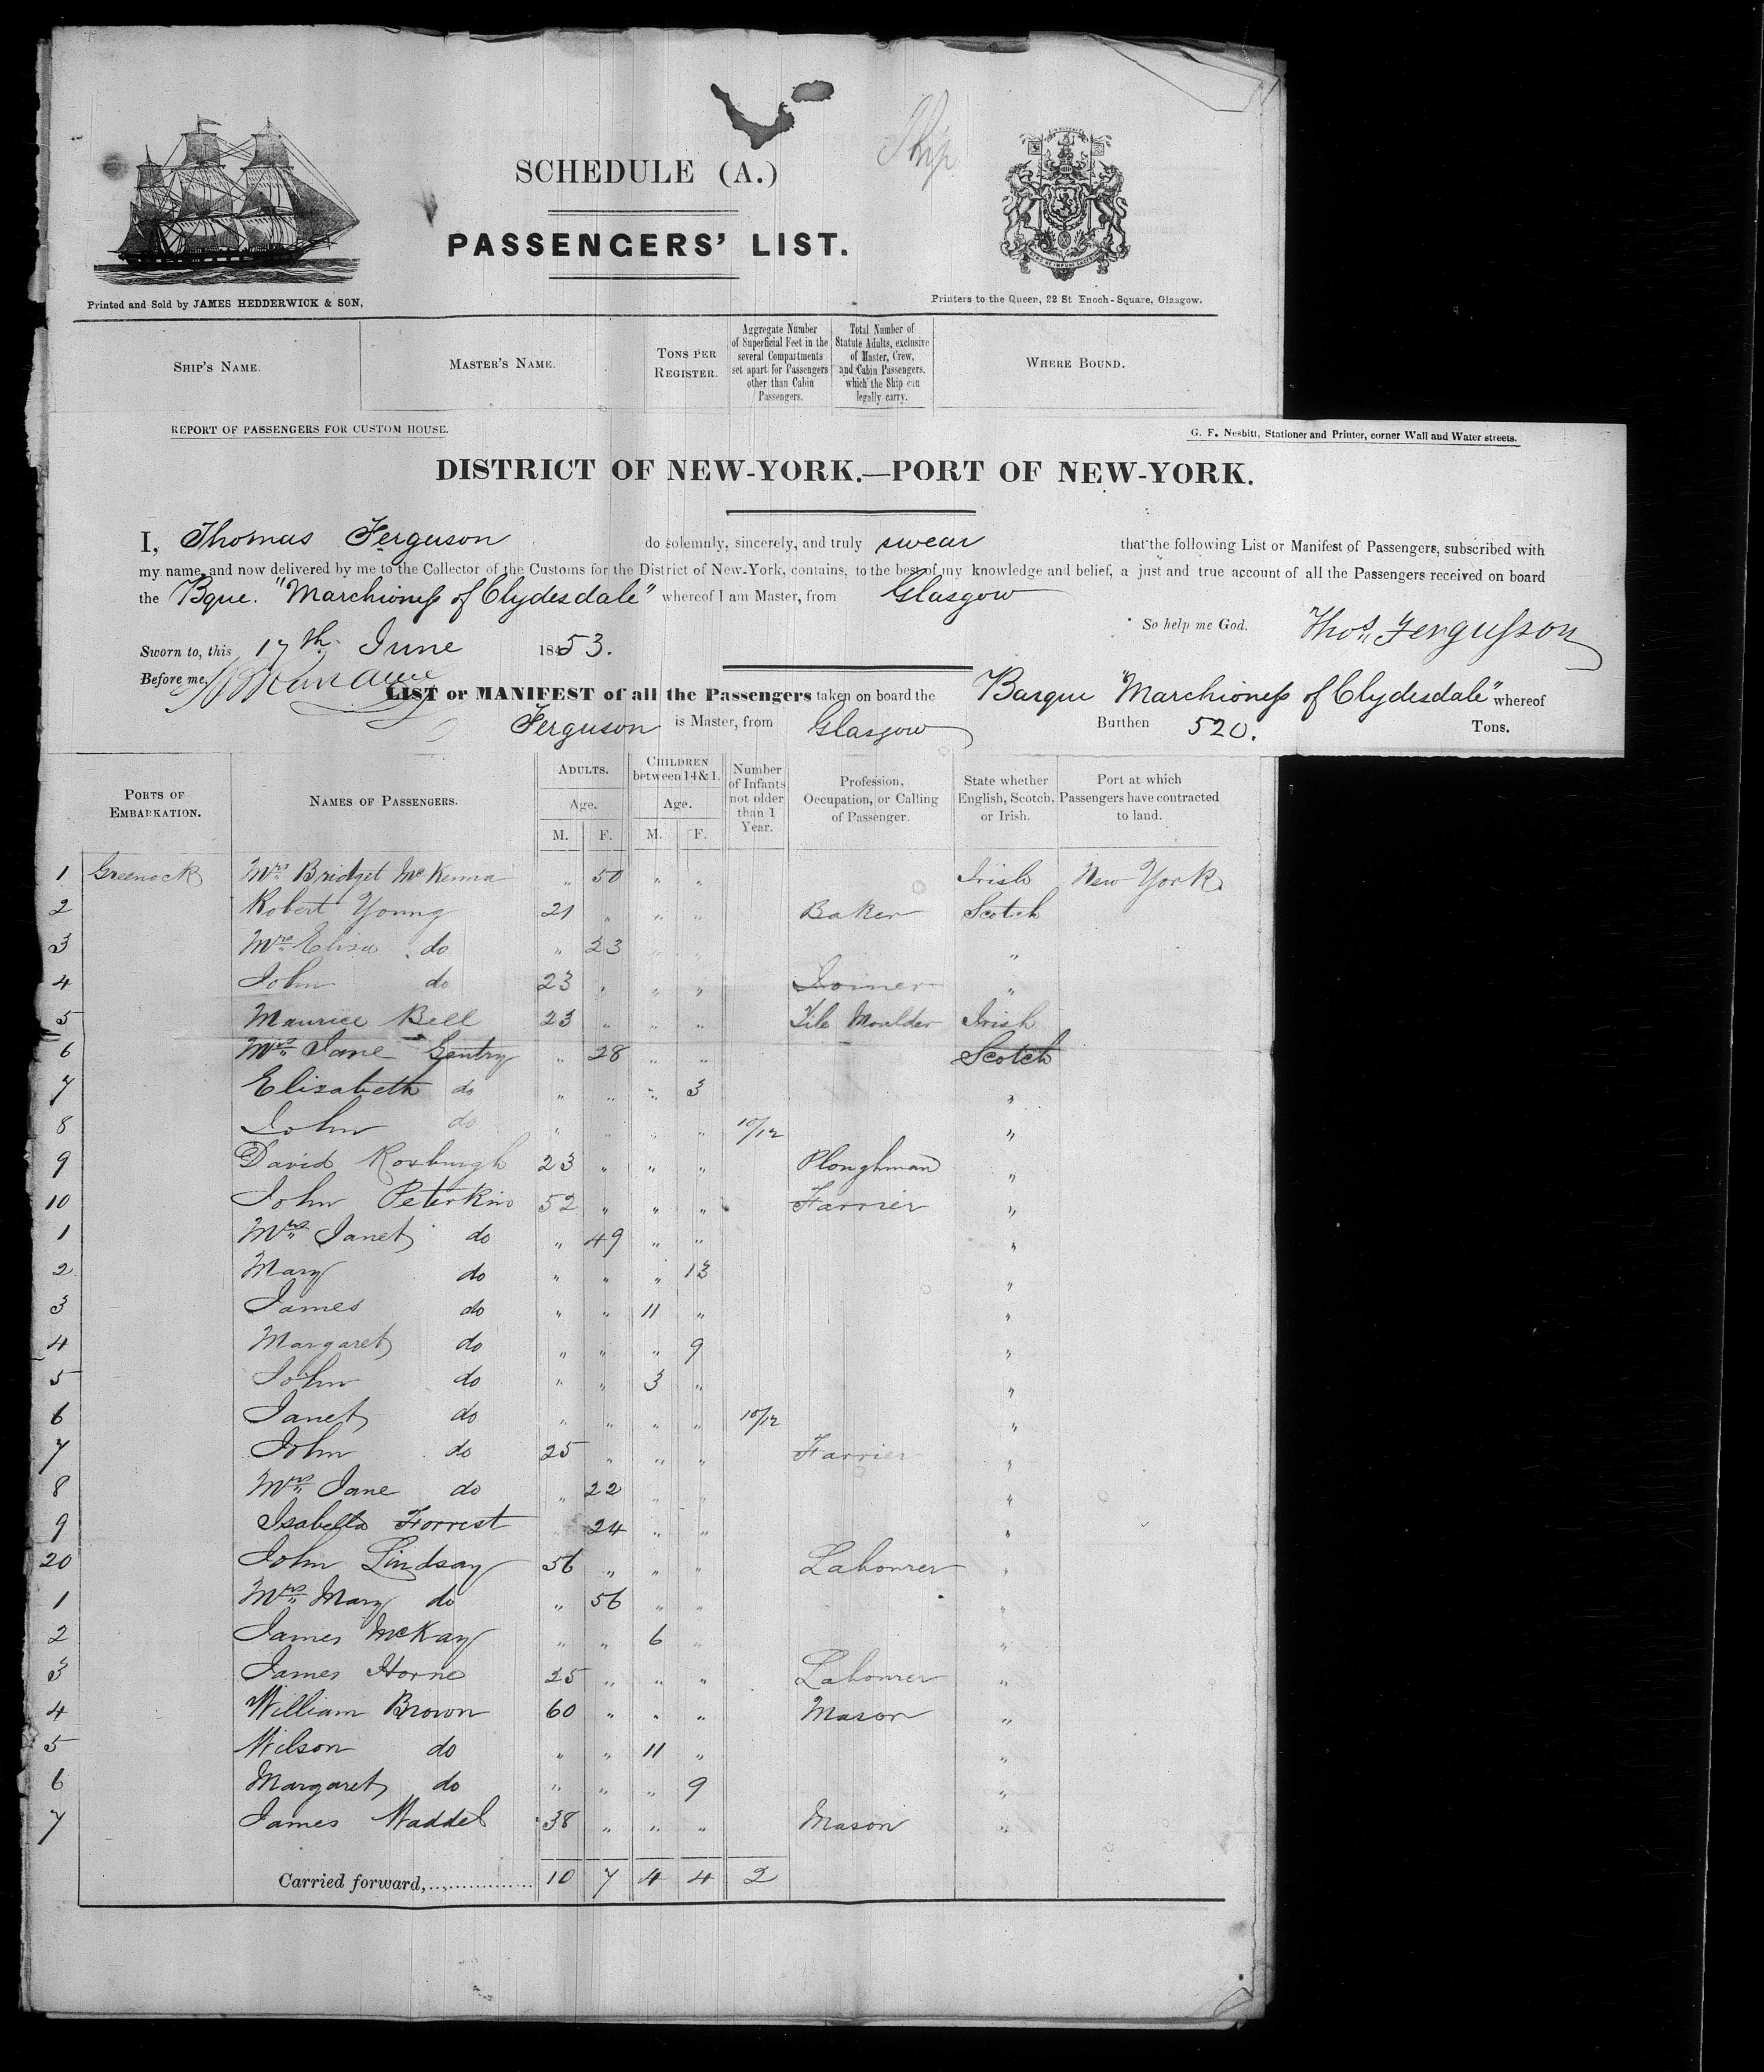 Ship
SCHEDULE (A.)
PASSENGERS' LIST.
Printed and Sold by JAMES HEDDERWICK & SON,
Printers to the Queen, 22 St Enoch-Square, Glasgow.
SHIP'S NAME.
MASTER'S NAME.
TONS PER REGISTER.
Aggregate Number of Superficial Feet in the several Compartments set apart for Passengers other than Cabin Passengers.
Total Number of Statute Adults, exclusive of Master, Crew, and Cabin Passengers, which the Ship can legally carry.
WHERE BOUND.
REPORT OF PASSENGERS FOR CUSTOM HOUSE.
G. F. Nesbitt, Stationer and Printer, corner Wall and Water streets.
DISTRICT OF NEW-YORK.—PORT OF NEW-YORK.
I, Thomas Ferguson do solemnly, sincerely, and truly swear that the following List or Manifest of Passengers, subscribed with
my name, and now delivered by me to the Collector of the Customs for the District of New-York, contains, to the best of my knowledge and belief, a just and true account of all the Passengers received on board
the Bque. "Marchioness of Clydesdale" whereof I am Master, from Glasgow
So help me God. Thos Fergusson
Sworn to, this 17th June 1853.
Before me,
LIST or MANIFEST of all the Passengers taken on board the Barque "Marchioness of Clydesdale" whereof
Ferguson is Master, from Glasgow Burthen 520. Tons.
PORTS OF EMBARKATION.
NAMES OF PASSENGERS.
ADULTS. Age. M. F.
CHILDREN between 14 & 1. Age. M. F.
Number of Infants not older than 1 Year.
Profession, Occupation, or Calling of Passenger.
State whether English, Scotch, or Irish.
Port at which Passengers have contracted to land.
1 Greenock Mrs Bridget McKenna " 50 " " Irish New York
2 Robert Young 21 " " " Baker Scotch
3 Mrs Eliza do " 23 " " "
4 John do 23 " " " Joiner "
5 Maurice Bell 23 " " " Tile Moulder Irish
6 Mrs Jane Gentry " 28 " " Scotch
7 Elizabeth do " " " 3 "
8 John do " " " " 10/12 "
9 David Roxburgh 23 " " " Ploughman "
10 John Peterkin 52 " " " Farrier "
1 Mrs Janet do " 49 " " "
2 Mary do " " " 13 "
3 James do " " 11 " "
4 Margaret do " " " 9 "
5 John do " " 3 " "
6 Janet do " " " " 10/12 "
7 John do 25 " " " Farrier "
8 Mrs Jane do " 22 " " "
9 Isabella Forrest " 24 " " "
20 John Lindsay 56 " " " Labourer "
1 Mrs Mary do " 56 " " "
2 James McKay " " 6 " "
3 James Horne 25 " " " Labourer "
4 William Brown 60 " " " Mason "
5 Wilson do " " 11 " "
6 Margaret do " " " 9 "
7 James Waddel 38 " " " Mason "
Carried forward, 10 7 4 4 2